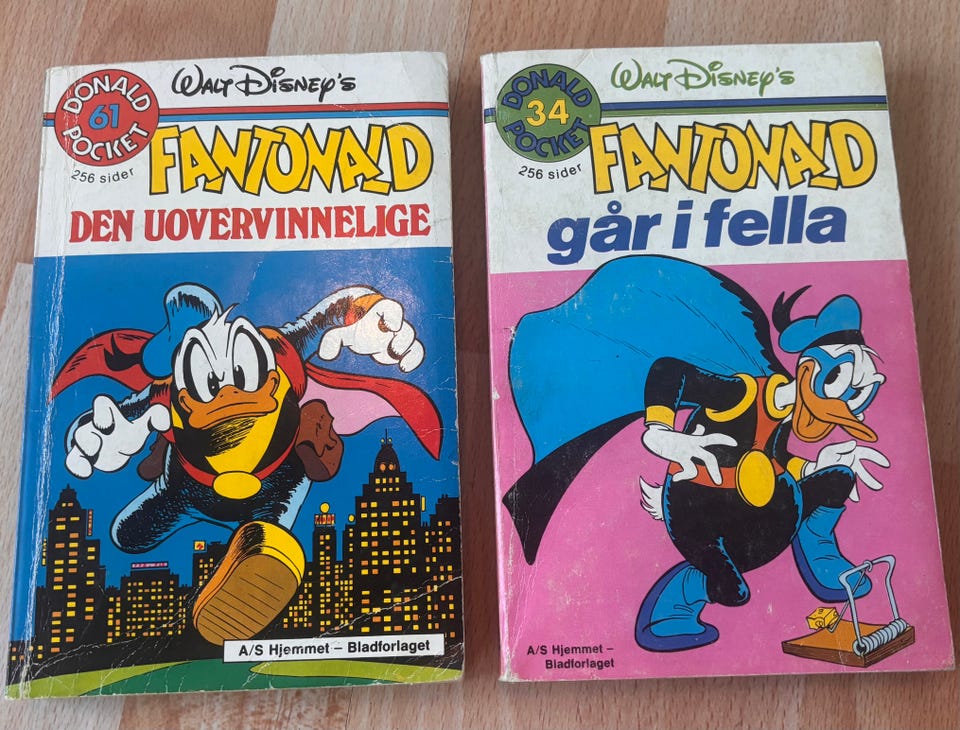 DONALD
61
POCKET
256 sider
Walt Disney's
FANTONALD
DEN UOVERVINNELIGE
A/S Hjemmet – Bladforlaget
DONALD
34
POCKET
256 sider
Walt Disney's
FANTONALD
går i fella
A/S Hjemmet –
Bladforlaget